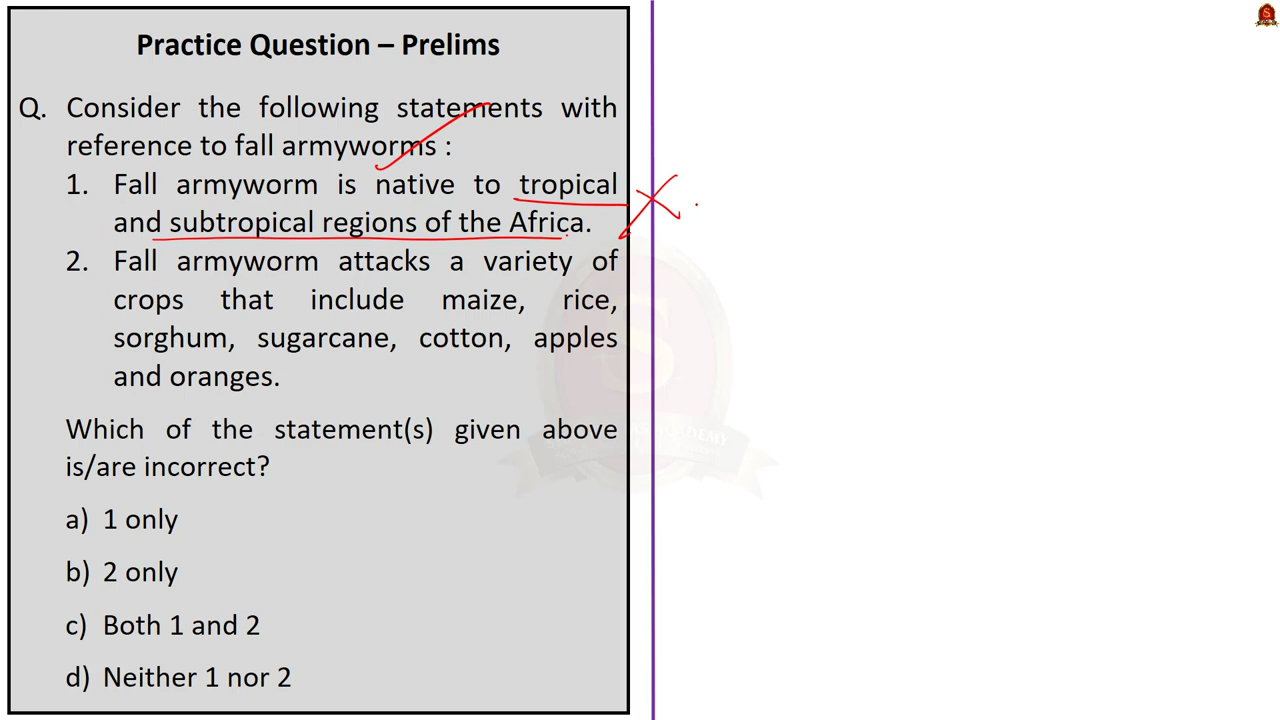 Practice Question – Prelims
Q. Consider the following statements with
reference to fall armyworms :
1. Fall armyworm is native to tropical
and subtropical regions of the Africa.
2. Fall armyworm attacks a variety of
crops that include maize, rice,
sorghum, sugarcane, cotton, apples
and oranges.
Which of the statement(s) given above
is/are incorrect?
a) 1 only
b) 2 only
c) Both 1 and 2
d) Neither 1 nor 2